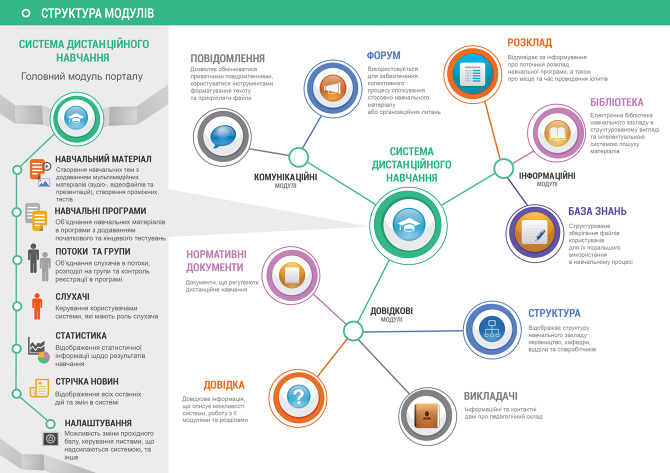 СТРУКТУРА МОДУЛІВ
СИСТЕМА ДИСТАНЦІЙНОГО
НАВЧАННЯ
Головний модуль порталу
НАВЧАЛЬНИЙ МАТЕРІАЛ
Створення навчальних тем з
додаванням мультимедійних
матеріалів (аудіо-, відеофайлів та
презентацій), створення проміжних
тестів
НАВЧАЛЬНІ ПРОГРАМИ
Об'єднання навчальних матеріалів
в програми з додаванням
початкового та кінцевого тестувань
ПОТОКИ ТА ГРУПИ
Об'єднання слухачів в потоки,
розподіл на групи та контроль
реєстрації в програмі
СЛУХАЧІ
Керування користувачами
системи, які мають роль слухача
СТАТИСТИКА
Відображення статистичної
інформації щодо результатів
навчання
СТРІЧКА НОВИН
Відображення всіх останніх
дій та змін в системі
НАЛАШТУВАННЯ
Можливість зміни прохідного
балу, керування листами, що
надсилаються системою, та
інше
ПОВІДОМЛЕННЯ
Дозволяє обмінюватися
приватними повідомленнями,
користуватися інструментами
форматування тексту
та прикріпляти файли
ФОРУМ
Використовується
для забезпечення
колективного
процесу спілкування
стосовно навчального
матеріалу
або організаційних питань
КОМУНІКАЦІЙНІ
МОДУЛІ
СИСТЕМА
ДИСТАНЦІЙНОГО
НАВЧАННЯ
РОЗКЛАД
Відповідає за інформування
про поточний розклад
навчальної програми, а також
про місце та час проведення іспитів
БІБЛІОТЕКА
Електронна бібліотека
навчального закладу в
структурованому вигляді
та інтелектуальною
системою пошуку
матеріалів
ІНФОРМАЦІЙНІ
МОДУЛІ
БАЗА ЗНАНЬ
Структуроване
зберігання файлів
користувачів
для їх подальшого
використання
в навчальному процесі
НОРМАТИВНІ
ДОКУМЕНТИ
Документи, що регулюють
дистанційне навчання
ДОВІДКОВІ
МОДУЛІ
СТРУКТУРА
Відображає структуру
навчального закладу:
керівництво, кафедри,
відділи та співробітників
ДОВІДКА
Довідкова інформація,
що описує можливості
системи, роботу з її
модулями та розділами
?
ВИКЛАДАЧІ
Інформаційні та контактні
дані про педагогічний склад